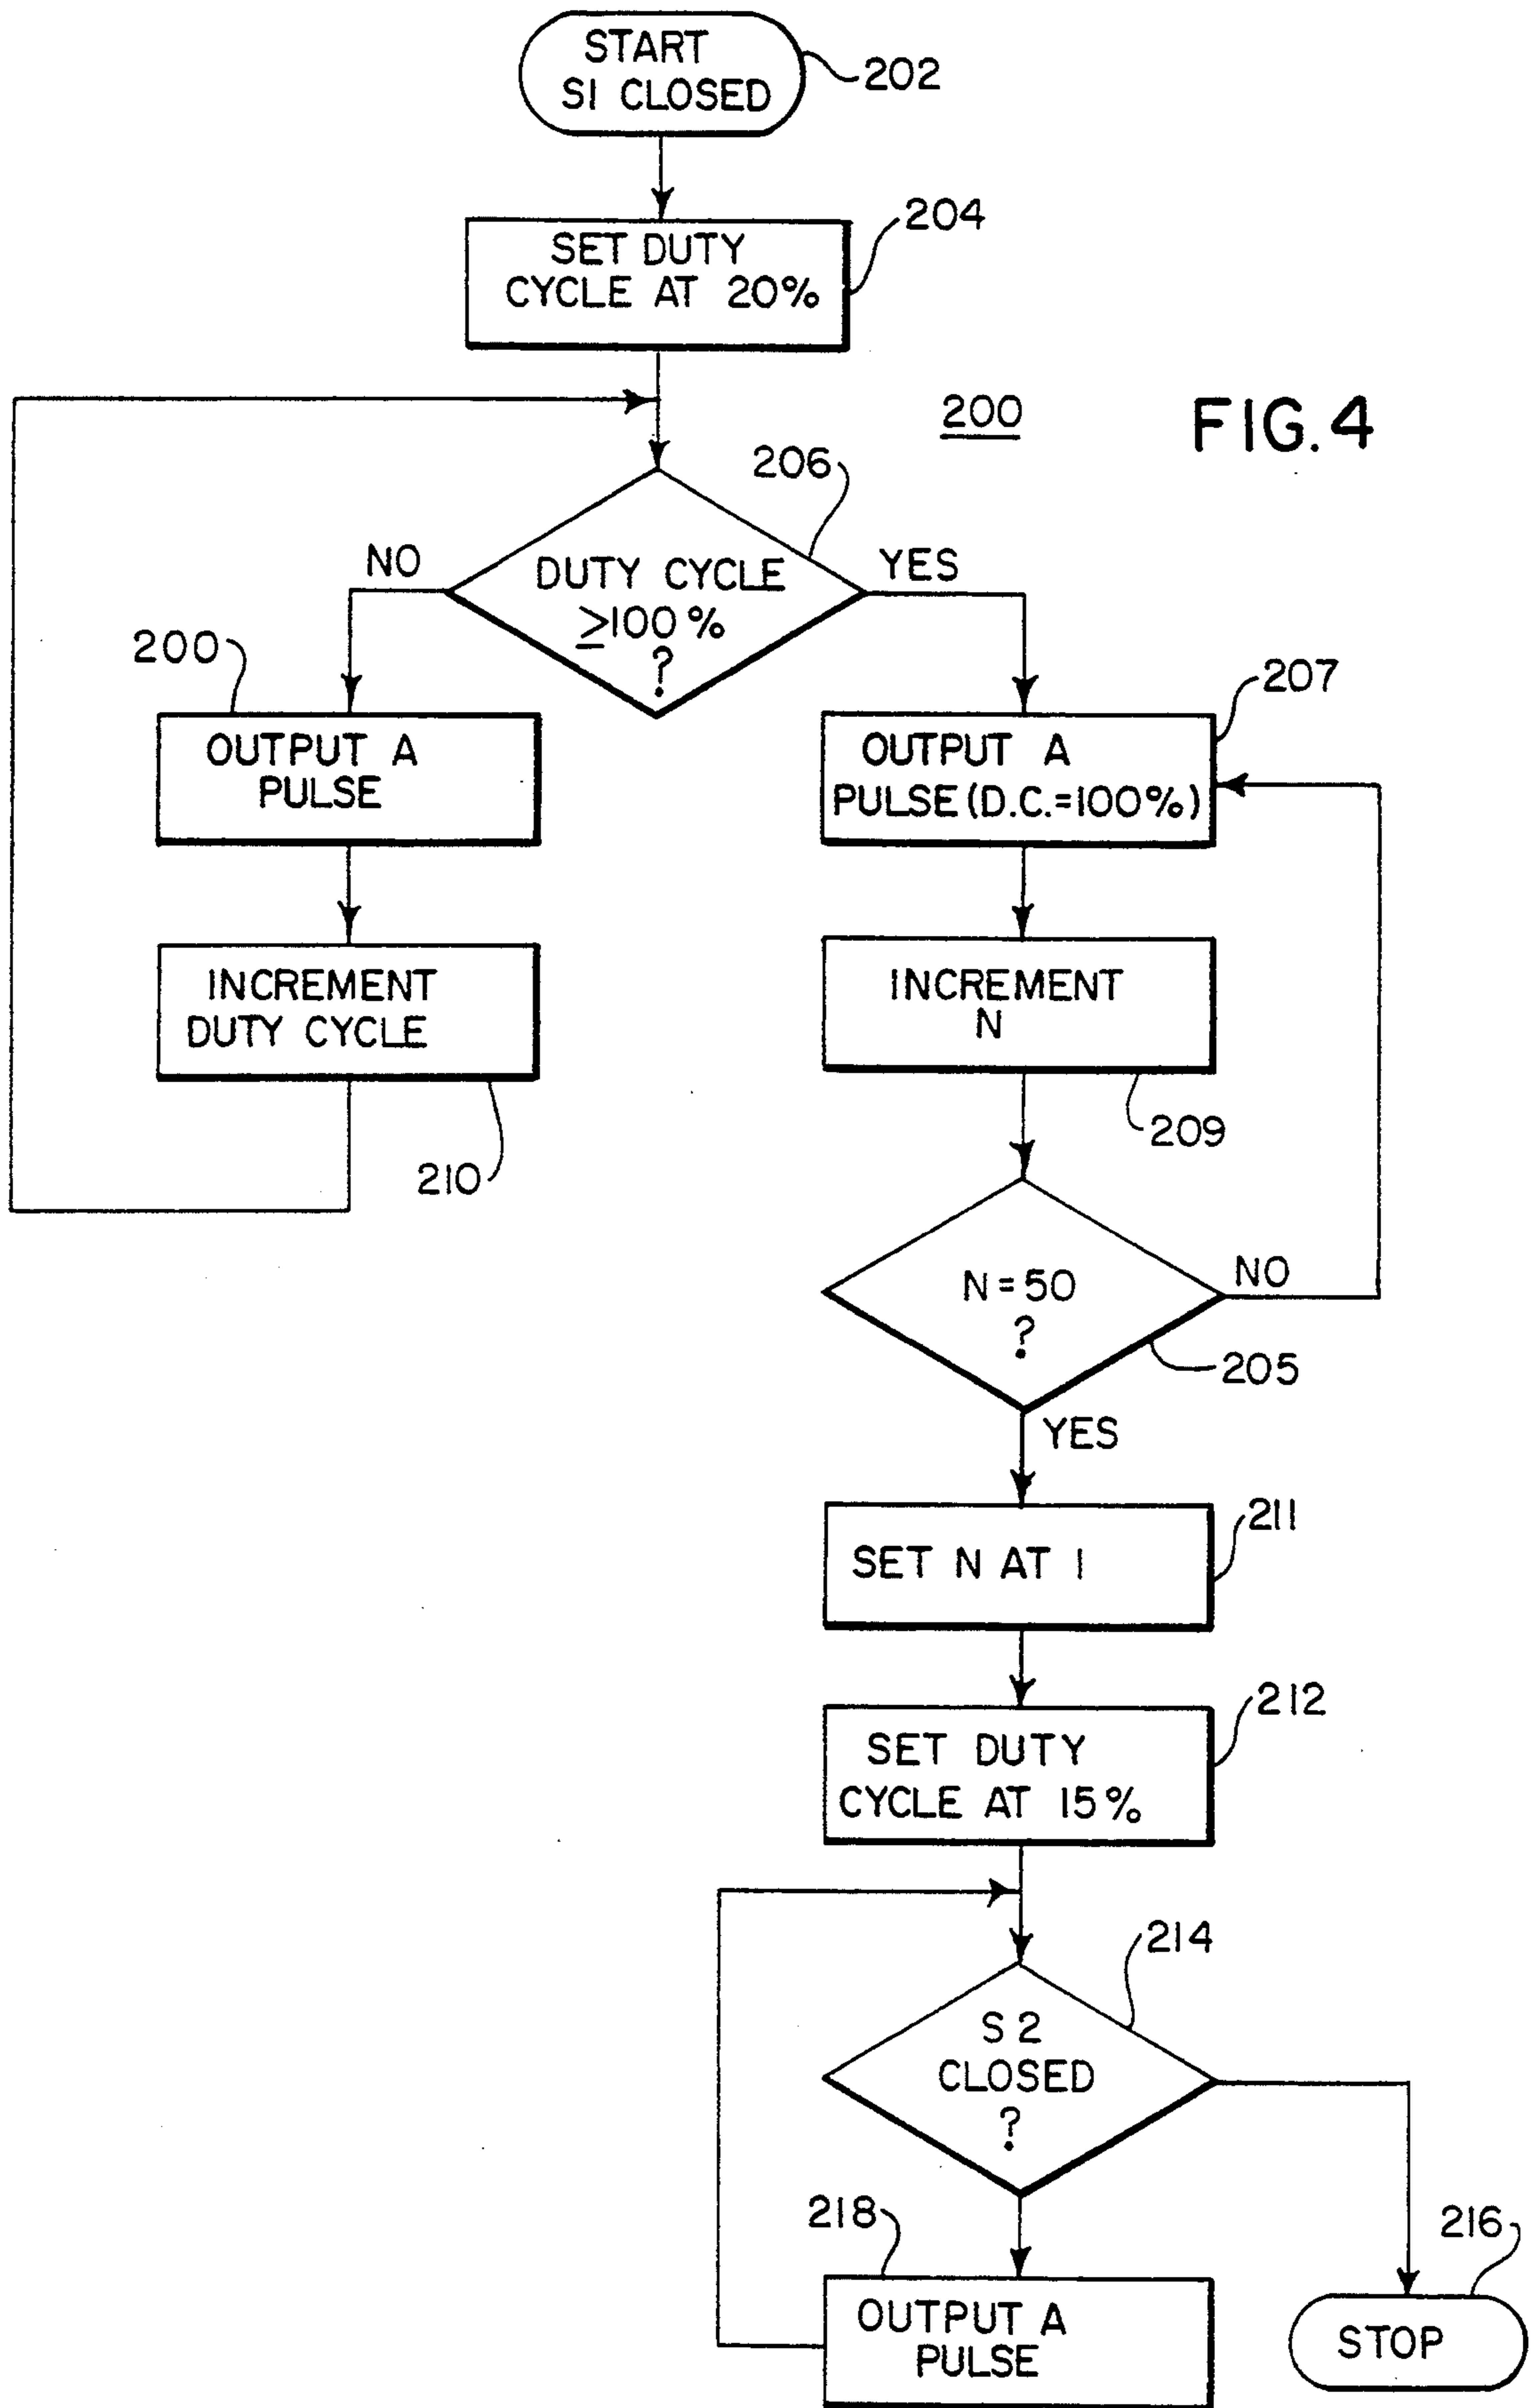 START
S1 CLOSED
202
SET DUTY
CYCLE AT 20%
204
200
FIG. 4
206
DUTY CYCLE
≥100%
?
NO
YES
200
OUTPUT A
PULSE
207
OUTPUT A
PULSE (D.C.=100%)
INCREMENT
DUTY CYCLE
210
INCREMENT
N
209
N=50
?
NO
205
YES
211
SET N AT 1
212
SET DUTY
CYCLE AT 15%
214
S2
CLOSED
?
218
OUTPUT A
PULSE
216
STOP